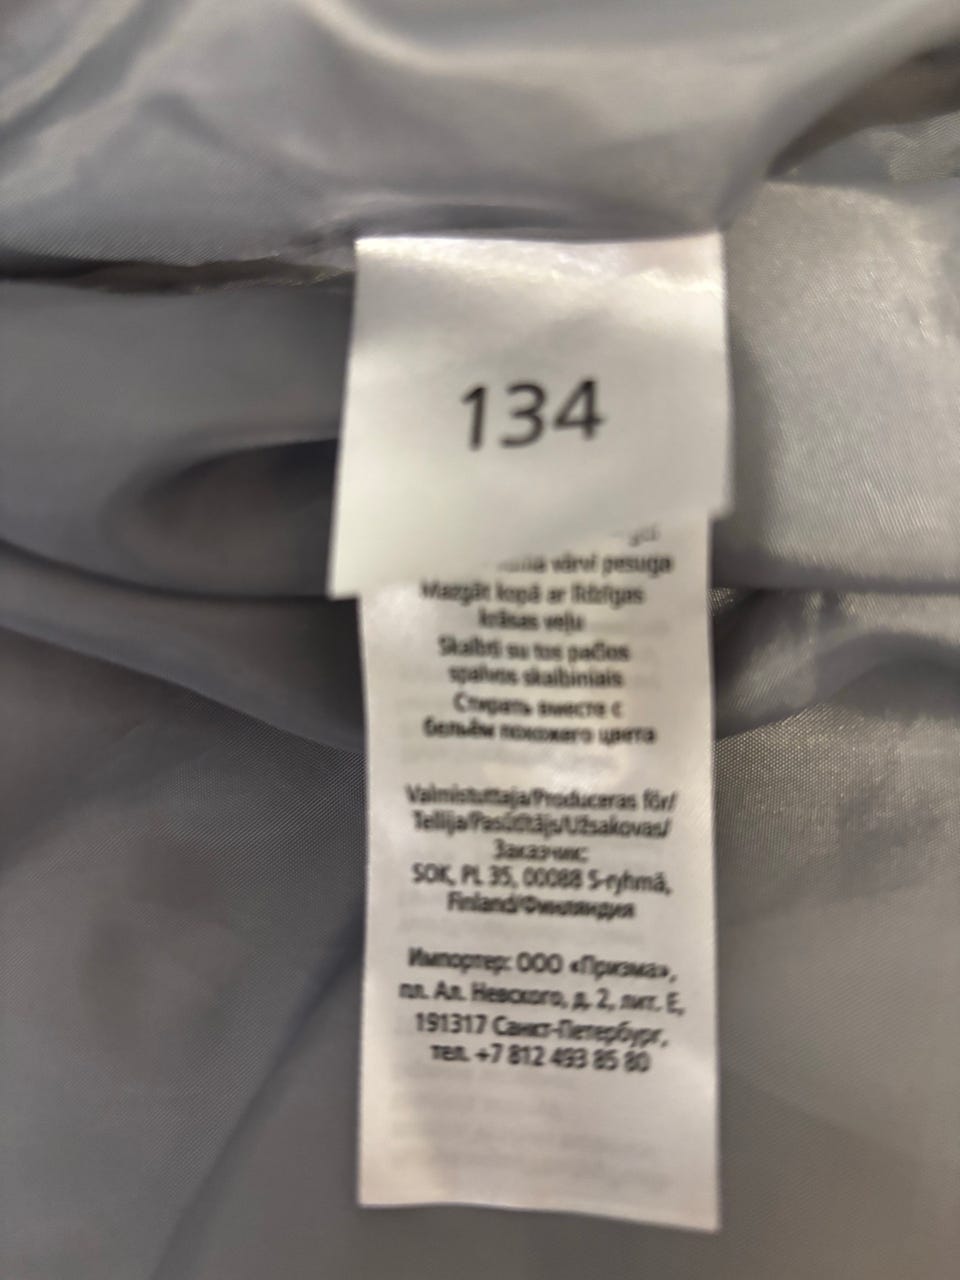 134
värvi pesuga
Mazgāt kopā ar līdzīgas
krāsas veļu
Skalbti su tos pačios
spalvos skalbiniais
Стирать вместе с
бельём похожего цвета
Valmistuttaja/Produceras för/
Tellija/Pasūtītājs/Užsakovas/
Заказчик:
SOK, PL 35, 00088 S-ryhmä,
Finland/Финляндия
Импортер: ООО «Призма»,
пл. Ал. Невского, д. 2, лит. Е,
191317 Санкт-Петербург,
тел. +7 812 493 85 80